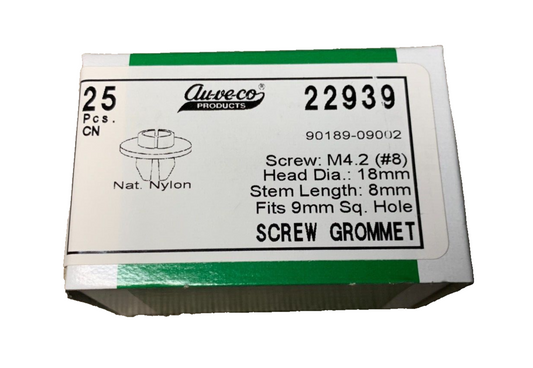 25
Pcs.
CN
Au-ve-co®
PRODUCTS
22939
90189-09002
Nat. Nylon
Screw: M4.2 (#8)
Head Dia.: 18mm
Stem Length: 8mm
Fits 9mm Sq. Hole
SCREW GROMMET